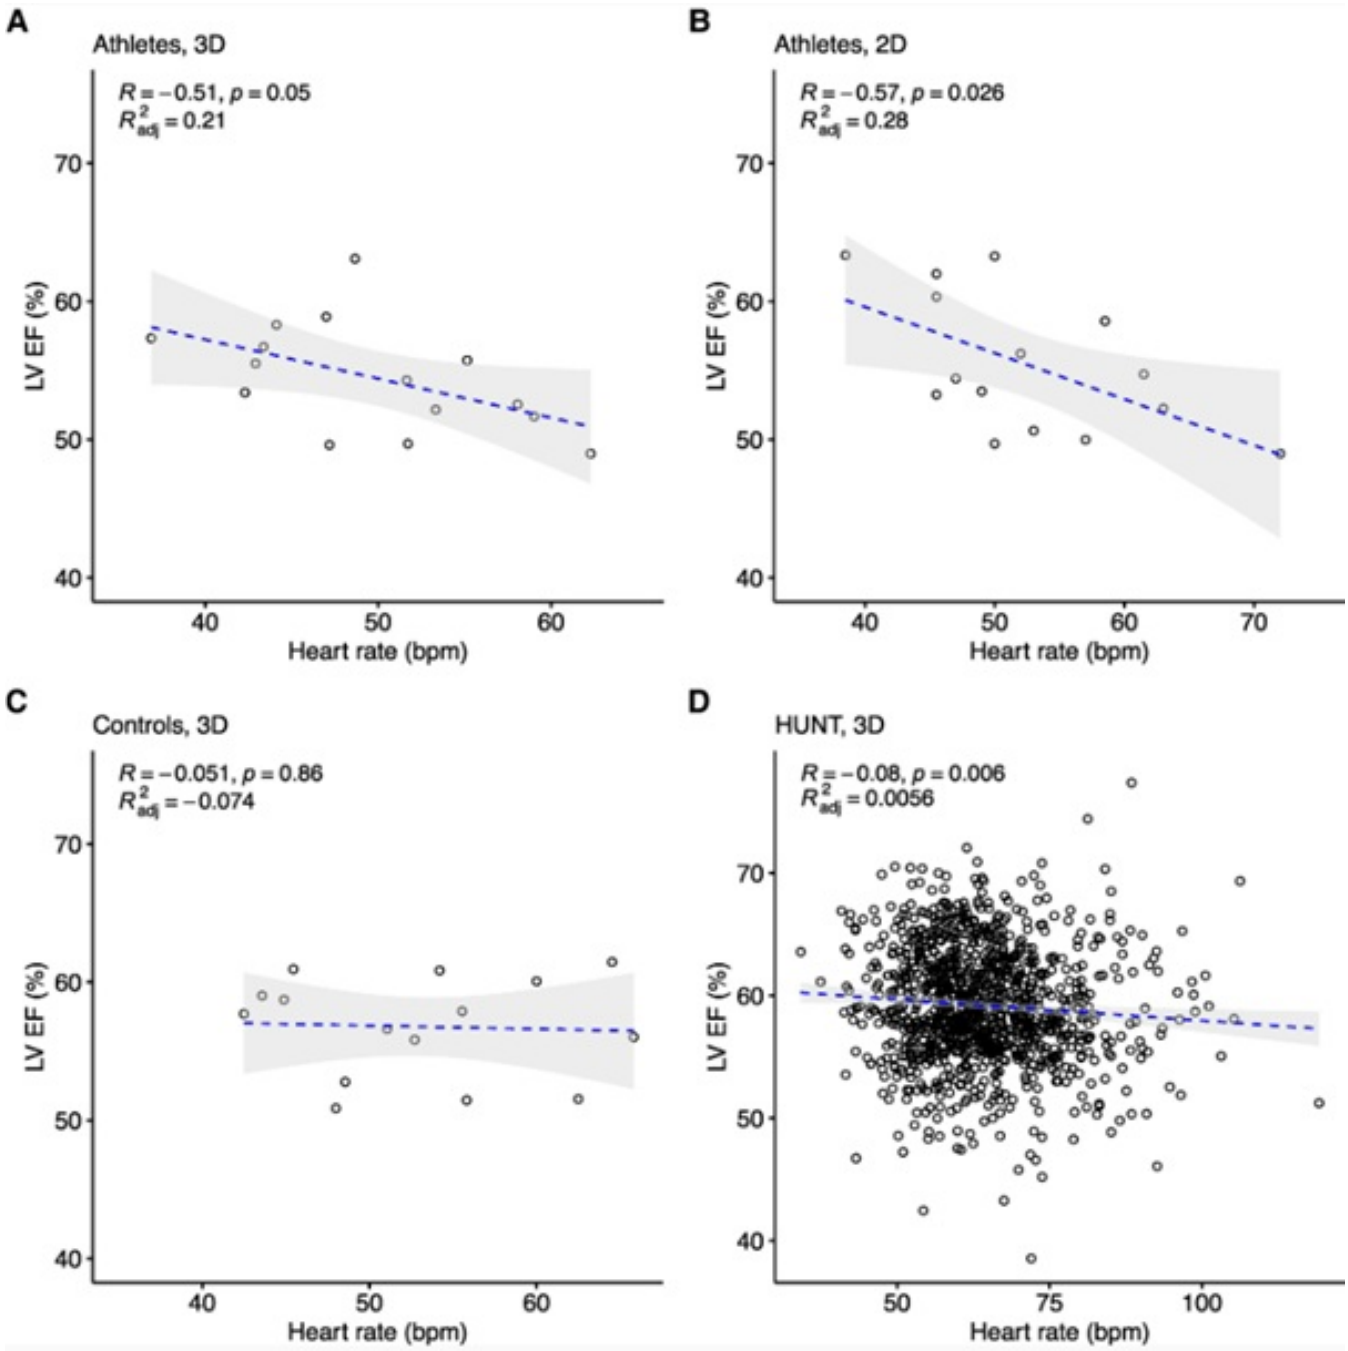 A
Athletes, 3D
R = −0.51, p = 0.05
R²adj = 0.21
70
60
50
40
LV EF (%)
40 50 60
Heart rate (bpm)
B
Athletes, 2D
R = −0.57, p = 0.026
R²adj = 0.28
70
60
50
40
LV EF (%)
40 50 60 70
Heart rate (bpm)
C
Controls, 3D
R = −0.051, p = 0.86
R²adj = −0.074
70
60
50
40
LV EF (%)
40 50 60
Heart rate (bpm)
D
HUNT, 3D
R = −0.08, p = 0.006
R²adj = 0.0056
70
60
50
40
LV EF (%)
50 75 100
Heart rate (bpm)